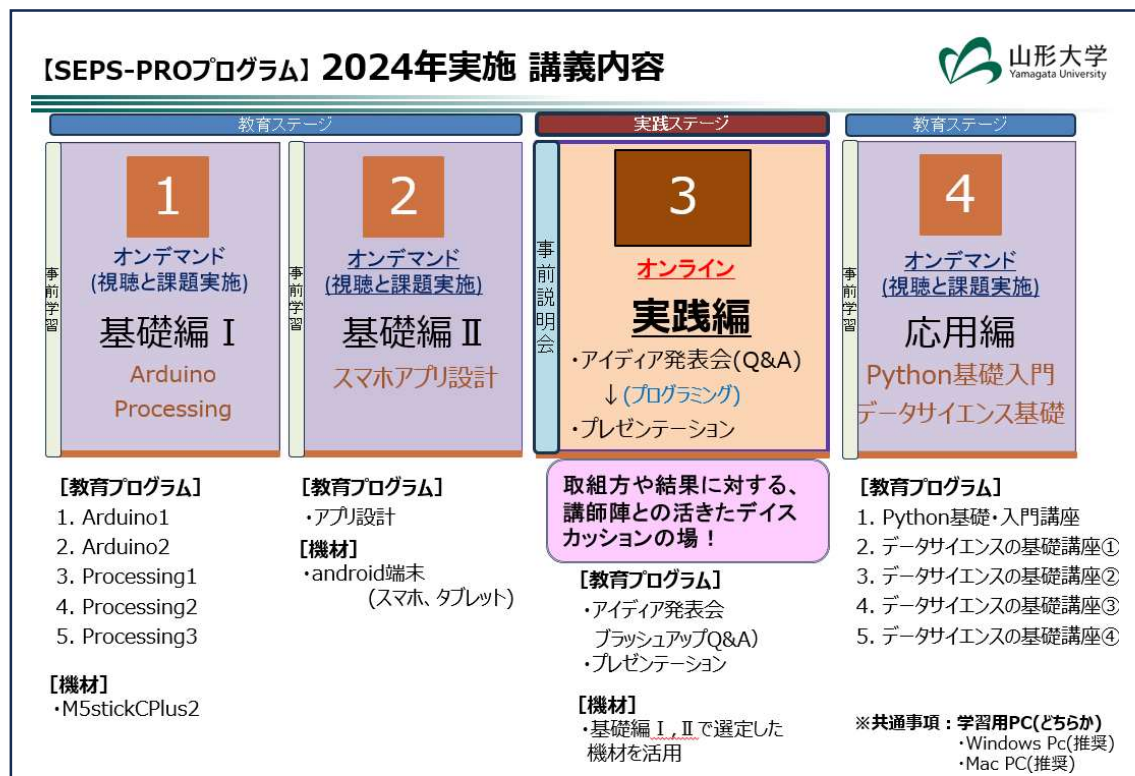 【SEPS-PROプログラム】2024年実施 講義内容
山形大学
Yamagata University
教育ステージ
事前学習
1
オンデマンド
(視聴と課題実施)
基礎編Ⅰ
Arduino
Processing
事前学習
2
オンデマンド
(視聴と課題実施)
基礎編Ⅱ
スマホアプリ設計
実践ステージ
事前説明会
3
オンライン
実践編
・アイディア発表会(Q&A)
↓(プログラミング)
・プレゼンテーション
教育ステージ
事前学習
4
オンデマンド
(視聴と課題実施)
応用編
Python基礎入門
データサイエンス基礎
[教育プログラム]
1. Arduino1
2. Arduino2
3. Processing1
4. Processing2
5. Processing3
[機材]
・M5stickCPlus2
[教育プログラム]
・アプリ設計
[機材]
・android端末
(スマホ、タブレット)
取組方や結果に対する、
講師陣との活きたデイス
カッションの場！
[教育プログラム]
・アイディア発表会
ブラッシュアップQ&A)
・プレゼンテーション
[機材]
・基礎編Ⅰ,Ⅱで選定した
機材を活用
[教育プログラム]
1. Python基礎・入門講座
2. データサイエンスの基礎講座①
3. データサイエンスの基礎講座②
4. データサイエンスの基礎講座③
5. データサイエンスの基礎講座④
※共通事項：学習用PC(どちらか)
・Windows Pc(推奨)
・Mac PC(推奨)